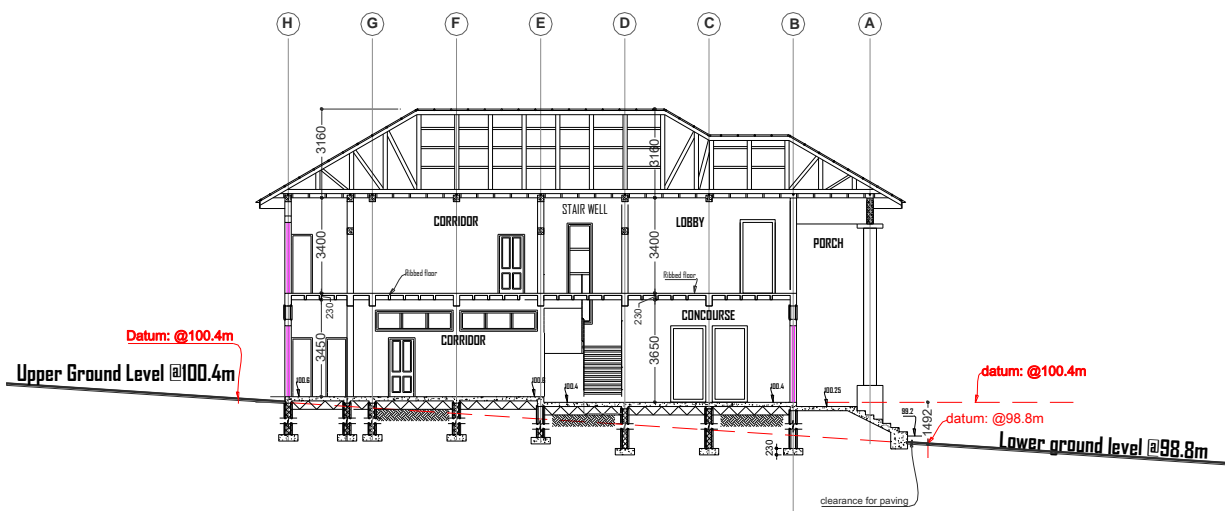 H G F E D C B A
3160
3160
CORRIDOR
STAIR WELL
LOBBY
PORCH
3400
3400
Ribbed floor
Ribbed floor
230
230
CONCOURSE
Datum: @100.4m
CORRIDOR
3450
3650
Upper Ground Level @100.4m
datum: @100.4m
100.6
100.6
100.4
100.4
100.25
99.2
1492
datum: @98.8m
Lower ground level @98.8m
230
clearance for paving